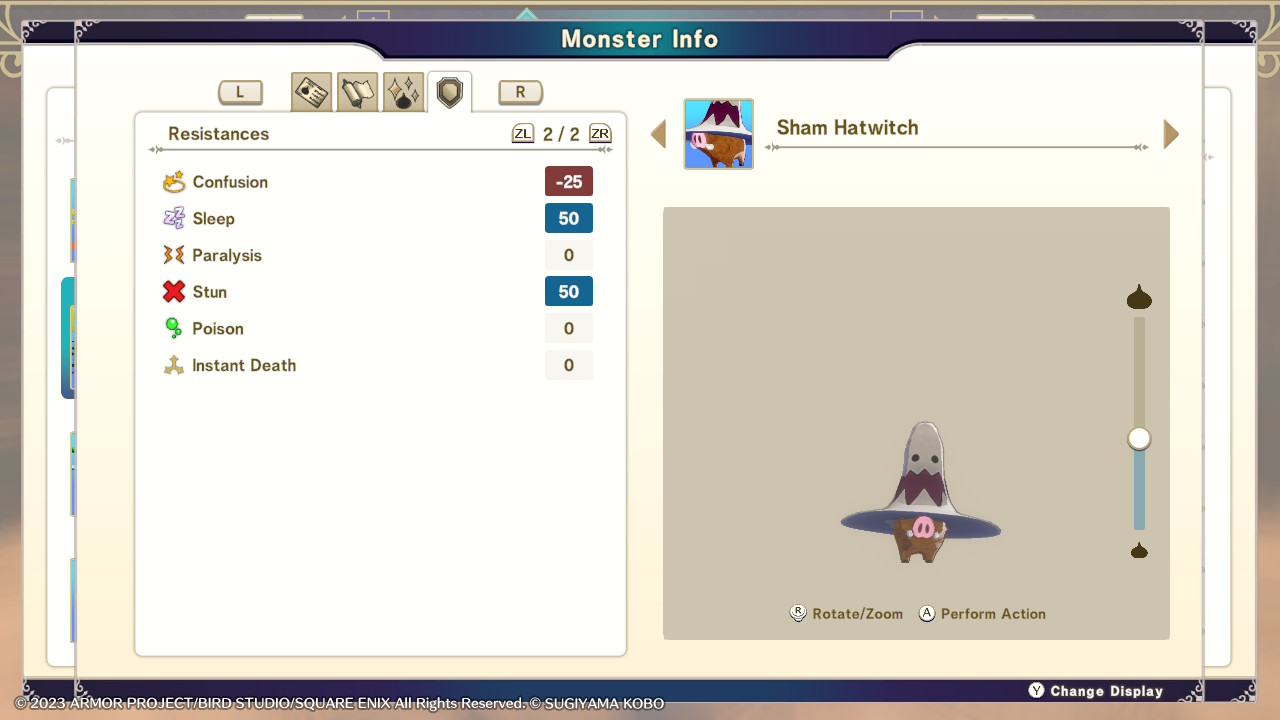 Monster Info
L
R
Resistances
ZL 2 / 2 ZR
Confusion -25
Sleep 50
Paralysis 0
Stun 50
Poison 0
Instant Death 0
Sham Hatwitch
R Rotate/Zoom A Perform Action
Y Change Display
© 2023 ARMOR PROJECT/BIRD STUDIO/SQUARE ENIX All Rights Reserved. © SUGIYAMA KOBO